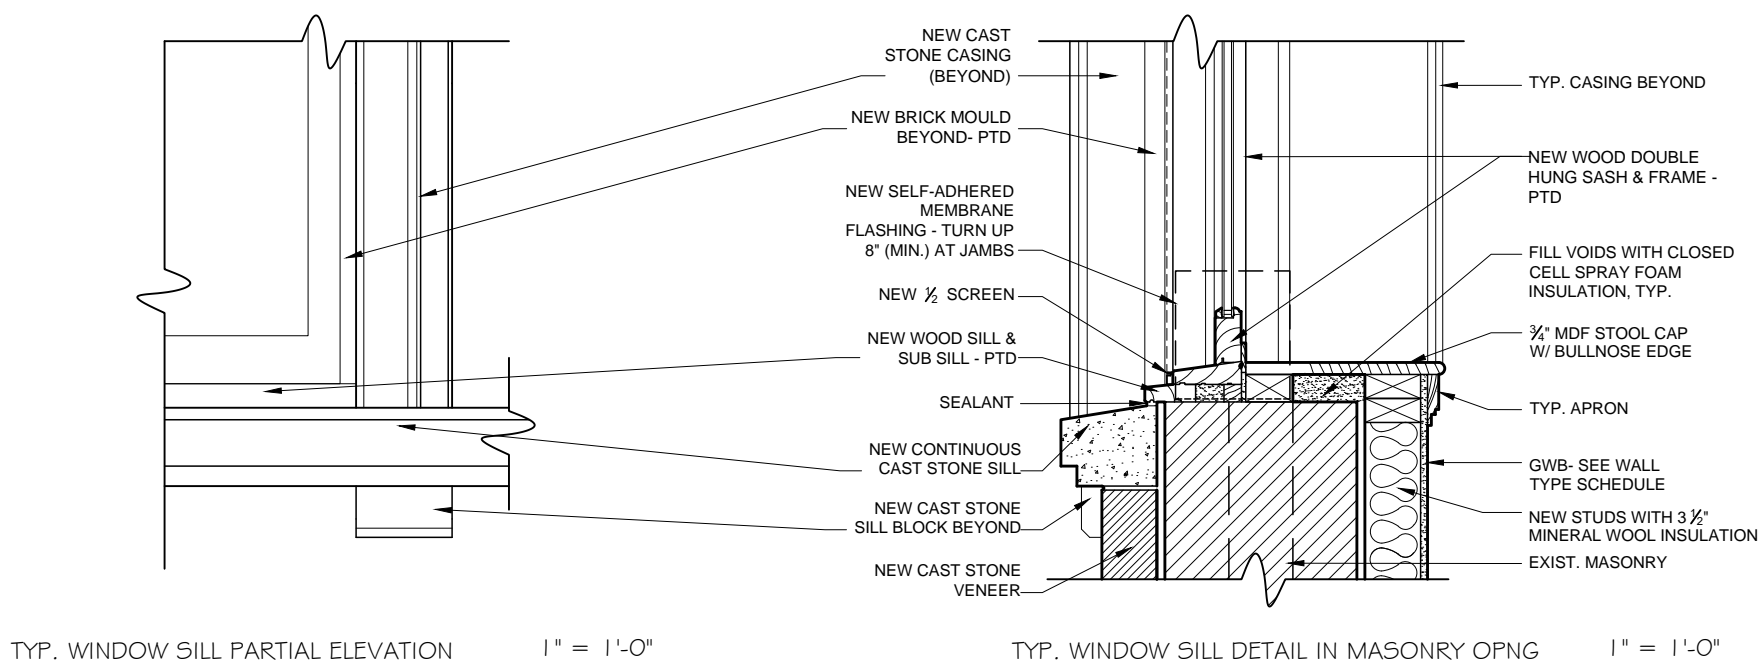 NEW CAST
STONE CASING
(BEYOND)
NEW BRICK MOULD
BEYOND- PTD
NEW SELF-ADHERED
MEMBRANE
FLASHING - TURN UP
8" (MIN.) AT JAMBS
NEW ½ SCREEN
NEW WOOD SILL &
SUB SILL - PTD
SEALANT
NEW CONTINUOUS
CAST STONE SILL
NEW CAST STONE
SILL BLOCK BEYOND
NEW CAST STONE
VENEER
TYP. CASING BEYOND
NEW WOOD DOUBLE
HUNG SASH & FRAME -
PTD
FILL VOIDS WITH CLOSED
CELL SPRAY FOAM
INSULATION, TYP.
¾" MDF STOOL CAP
W/ BULLNOSE EDGE
TYP. APRON
GWB- SEE WALL
TYPE SCHEDULE
NEW STUDS WITH 3 ½"
MINERAL WOOL INSULATION
EXIST. MASONRY
TYP. WINDOW SILL PARTIAL ELEVATION 1" = 1'-0"
TYP. WINDOW SILL DETAIL IN MASONRY OPNG 1" = 1'-0"